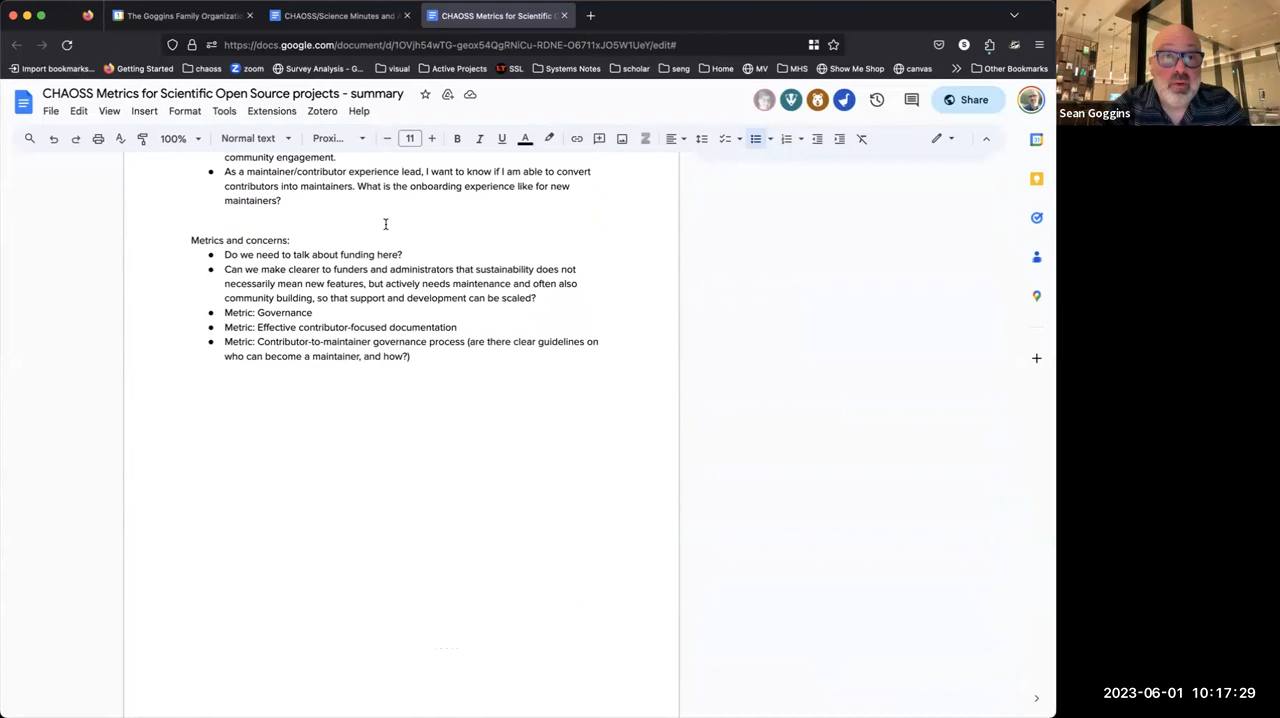 The Goggins Family Organizatio
CHAOSS/Science Minutes and
CHAOSS Metrics for Scientific
https://docs.google.com/document/d/1OVjh54wTG-geox54QgRNiCu-RDNE-O6711xJO5W1UeY/edit#
Import bookmarks... Getting Started chaoss zoom Survey Analysis - G... visual Active Projects SSL Systems Notes scholar seng Home MV MHS Show Me Shop canvas Other Bookmarks
CHAOSS Metrics for Scientific Open Source projects - summary
File Edit View Insert Format Tools Extensions Zotero Help
Share
100% Normal text Proxi... 11
Sean Goggins
community engagement.
As a maintainer/contributor experience lead, I want to know if I am able to convert
contributors into maintainers. What is the onboarding experience like for new
maintainers?
Metrics and concerns:
Do we need to talk about funding here?
Can we make clearer to funders and administrators that sustainability does not
necessarily mean new features, but actively needs maintenance and often also
community building, so that support and development can be scaled?
Metric: Governance
Metric: Effective contributor-focused documentation
Metric: Contributor-to-maintainer governance process (are there clear guidelines on
who can become a maintainer, and how?)
2023-06-01 10:17:29